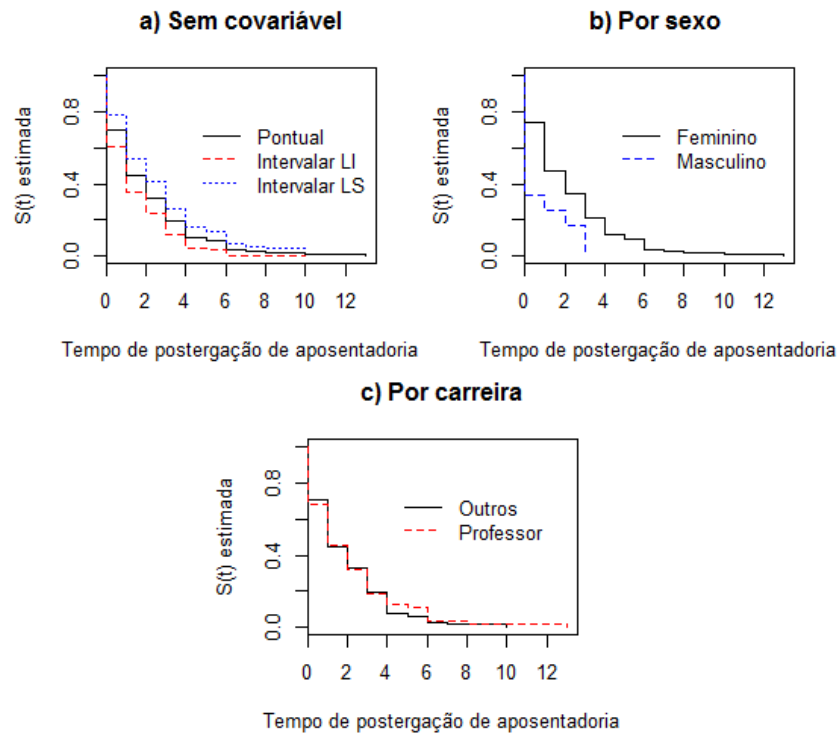 a) Sem covariável
S(t) estimada
0.0 0.4 0.8
Pontual
Intervalar LI
Intervalar LS
0 2 4 6 8 10 12
Tempo de postergação de aposentadoria
b) Por sexo
S(t) estimada
0.0 0.4 0.8
Feminino
Masculino
0 2 4 6 8 10 12
Tempo de postergação de aposentadoria
c) Por carreira
S(t) estimada
0.0 0.4 0.8
Outros
Professor
0 2 4 6 8 10 12
Tempo de postergação de aposentadoria